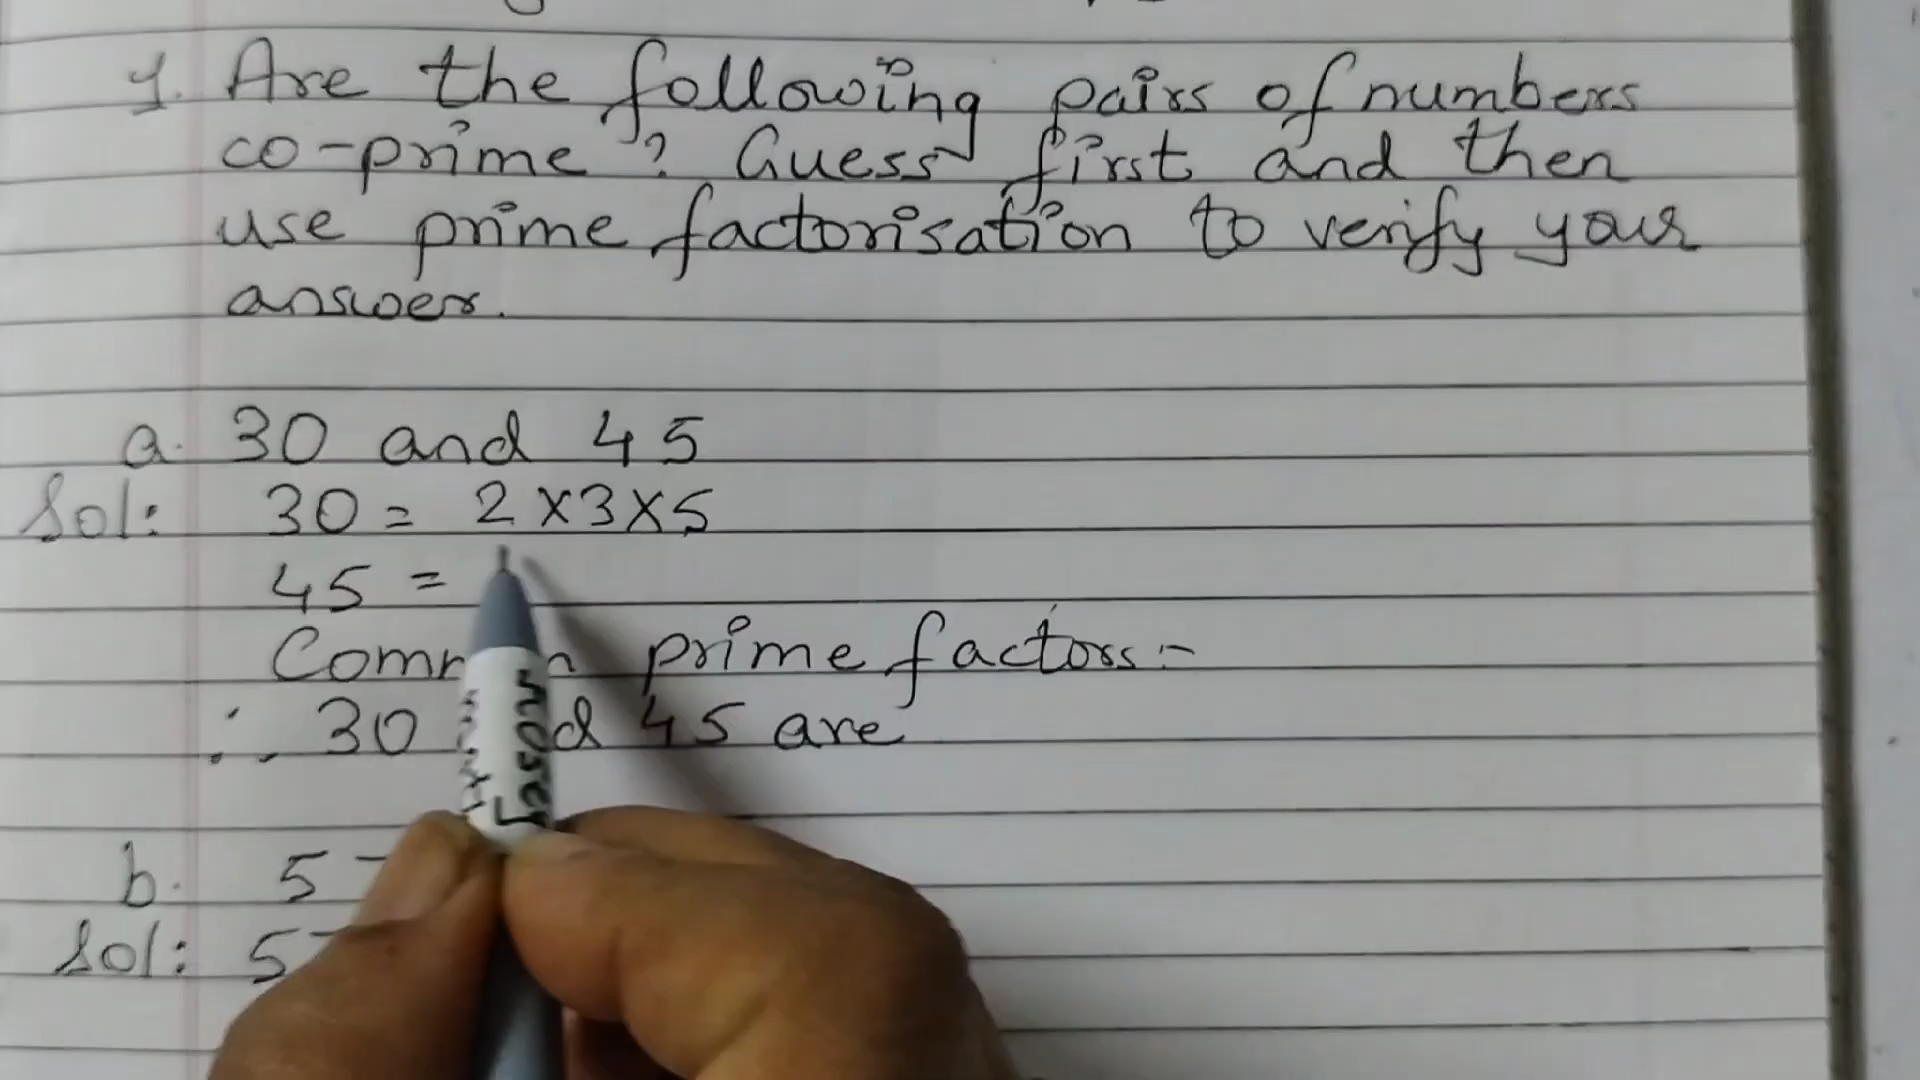 1. Are the following pairs of numbers
co-prime? Guess first and then
use prime factorisation to verify your
answer.
a. 30 and 45
Sol: 30 = 2 × 3 × 5
45 =
prime factors:-
∴ 30 45 are
b. 5
Sol: 5